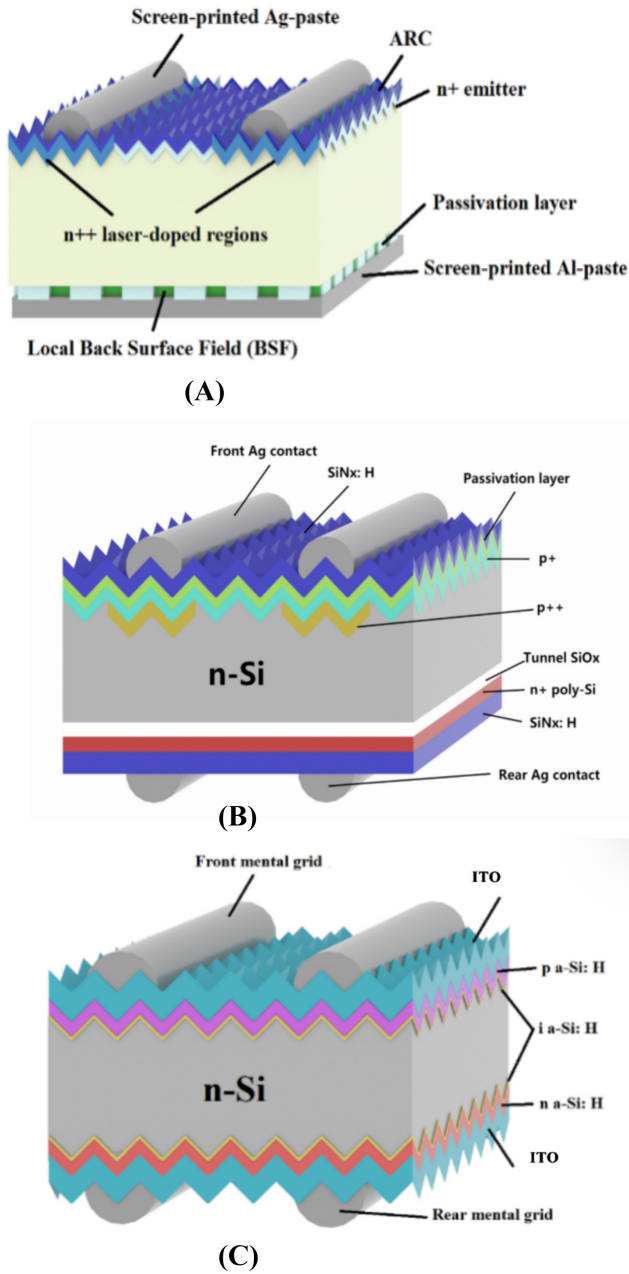 Screen-printed Ag-paste
ARC
n+ emitter
n++ laser-doped regions
Passivation layer
Screen-printed Al-paste
Local Back Surface Field (BSF)
(A)
Front Ag contact
SiNx: H
Passivation layer
p+
p++
n-Si
Tunnel SiOx
n+ poly-Si
SiNx: H
Rear Ag contact
(B)
Front mental grid
ITO
p a-Si: H
i a-Si: H
n-Si
n a-Si: H
ITO
Rear mental grid
(C)